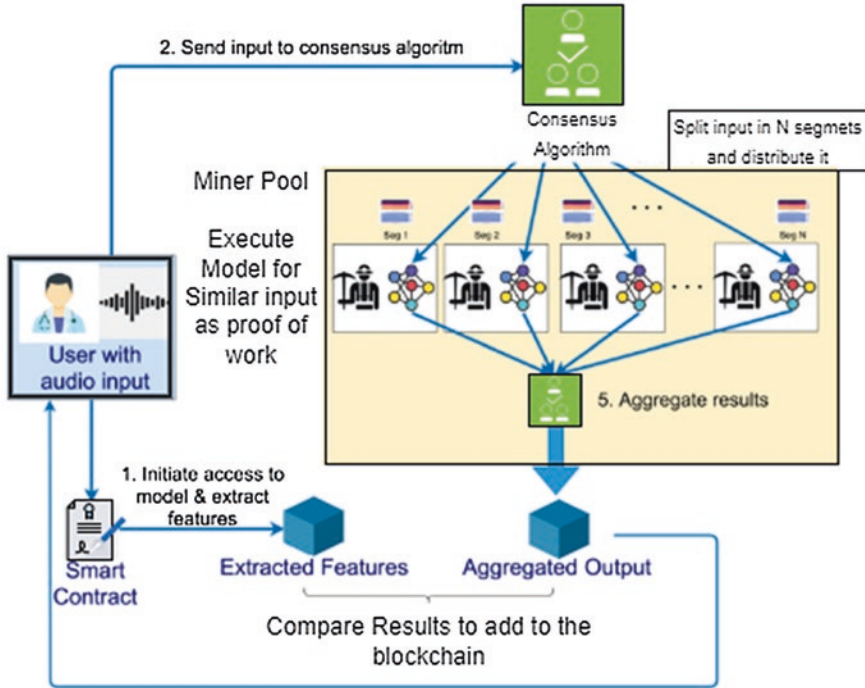 2. Send input to consensus algoritm
Consensus
Algorithm
Split input in N segmets
and distribute it
Miner Pool
Seg 1
Seg 2
Seg 3
. . .
Seg N
Execute
Model for
Similar input
as proof of
work
. . .
User with
audio input
5. Aggregate results
1. Initiate access to
model & extract
features
Smart
Contract
Extracted Features
Aggregated Output
Compare Results to add to the
blockchain